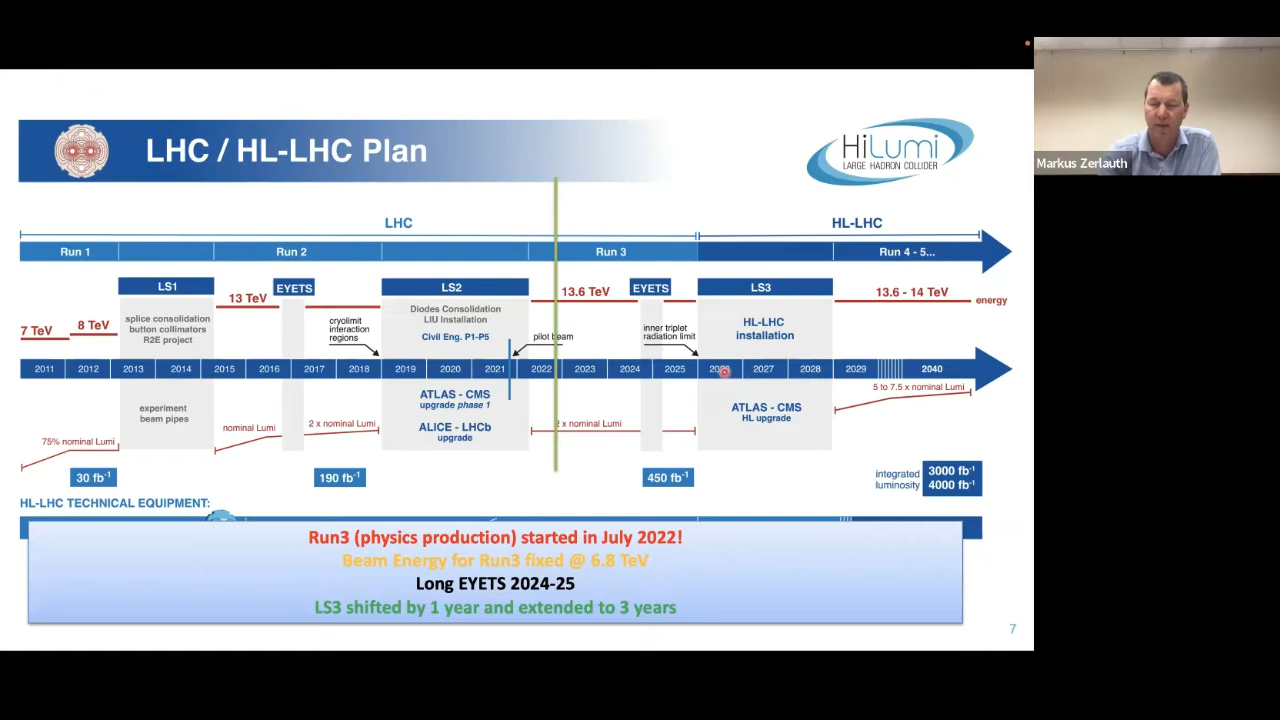 LHC / HL-LHC Plan
HiLumi
LARGE HADRON COLLIDER
Markus Zerlauth
LHC
HL-LHC
Run 1
Run 2
Run 3
Run 4 - 5...
LS1
EYETS
LS2
EYETS
LS3
7 TeV
8 TeV
13 TeV
13.6 TeV
13.6 - 14 TeV
energy
splice consolidation
button collimators
R2E project
cryolimit
interaction
regions
Diodes Consolidation
LIU Installation
Civil Eng. P1-P5
pilot beam
inner triplet
radiation limit
HL-LHC
installation
2011
2012
2013
2014
2015
2016
2017
2018
2019
2020
2021
2022
2023
2024
2025
2026
2027
2028
2029
2040
experiment
beam pipes
ATLAS - CMS
upgrade phase 1
ALICE - LHCb
upgrade
ATLAS - CMS
HL upgrade
5 to 7.5 x nominal Lumi
75% nominal Lumi
nominal Lumi
2 x nominal Lumi
2 x nominal Lumi
30 fb-1
190 fb-1
450 fb-1
integrated
luminosity
3000 fb-1
4000 fb-1
HL-LHC TECHNICAL EQUIPMENT:
Run3 (physics production) started in July 2022!
Beam Energy for Run3 fixed @ 6.8 TeV
Long EYETS 2024-25
LS3 shifted by 1 year and extended to 3 years
7